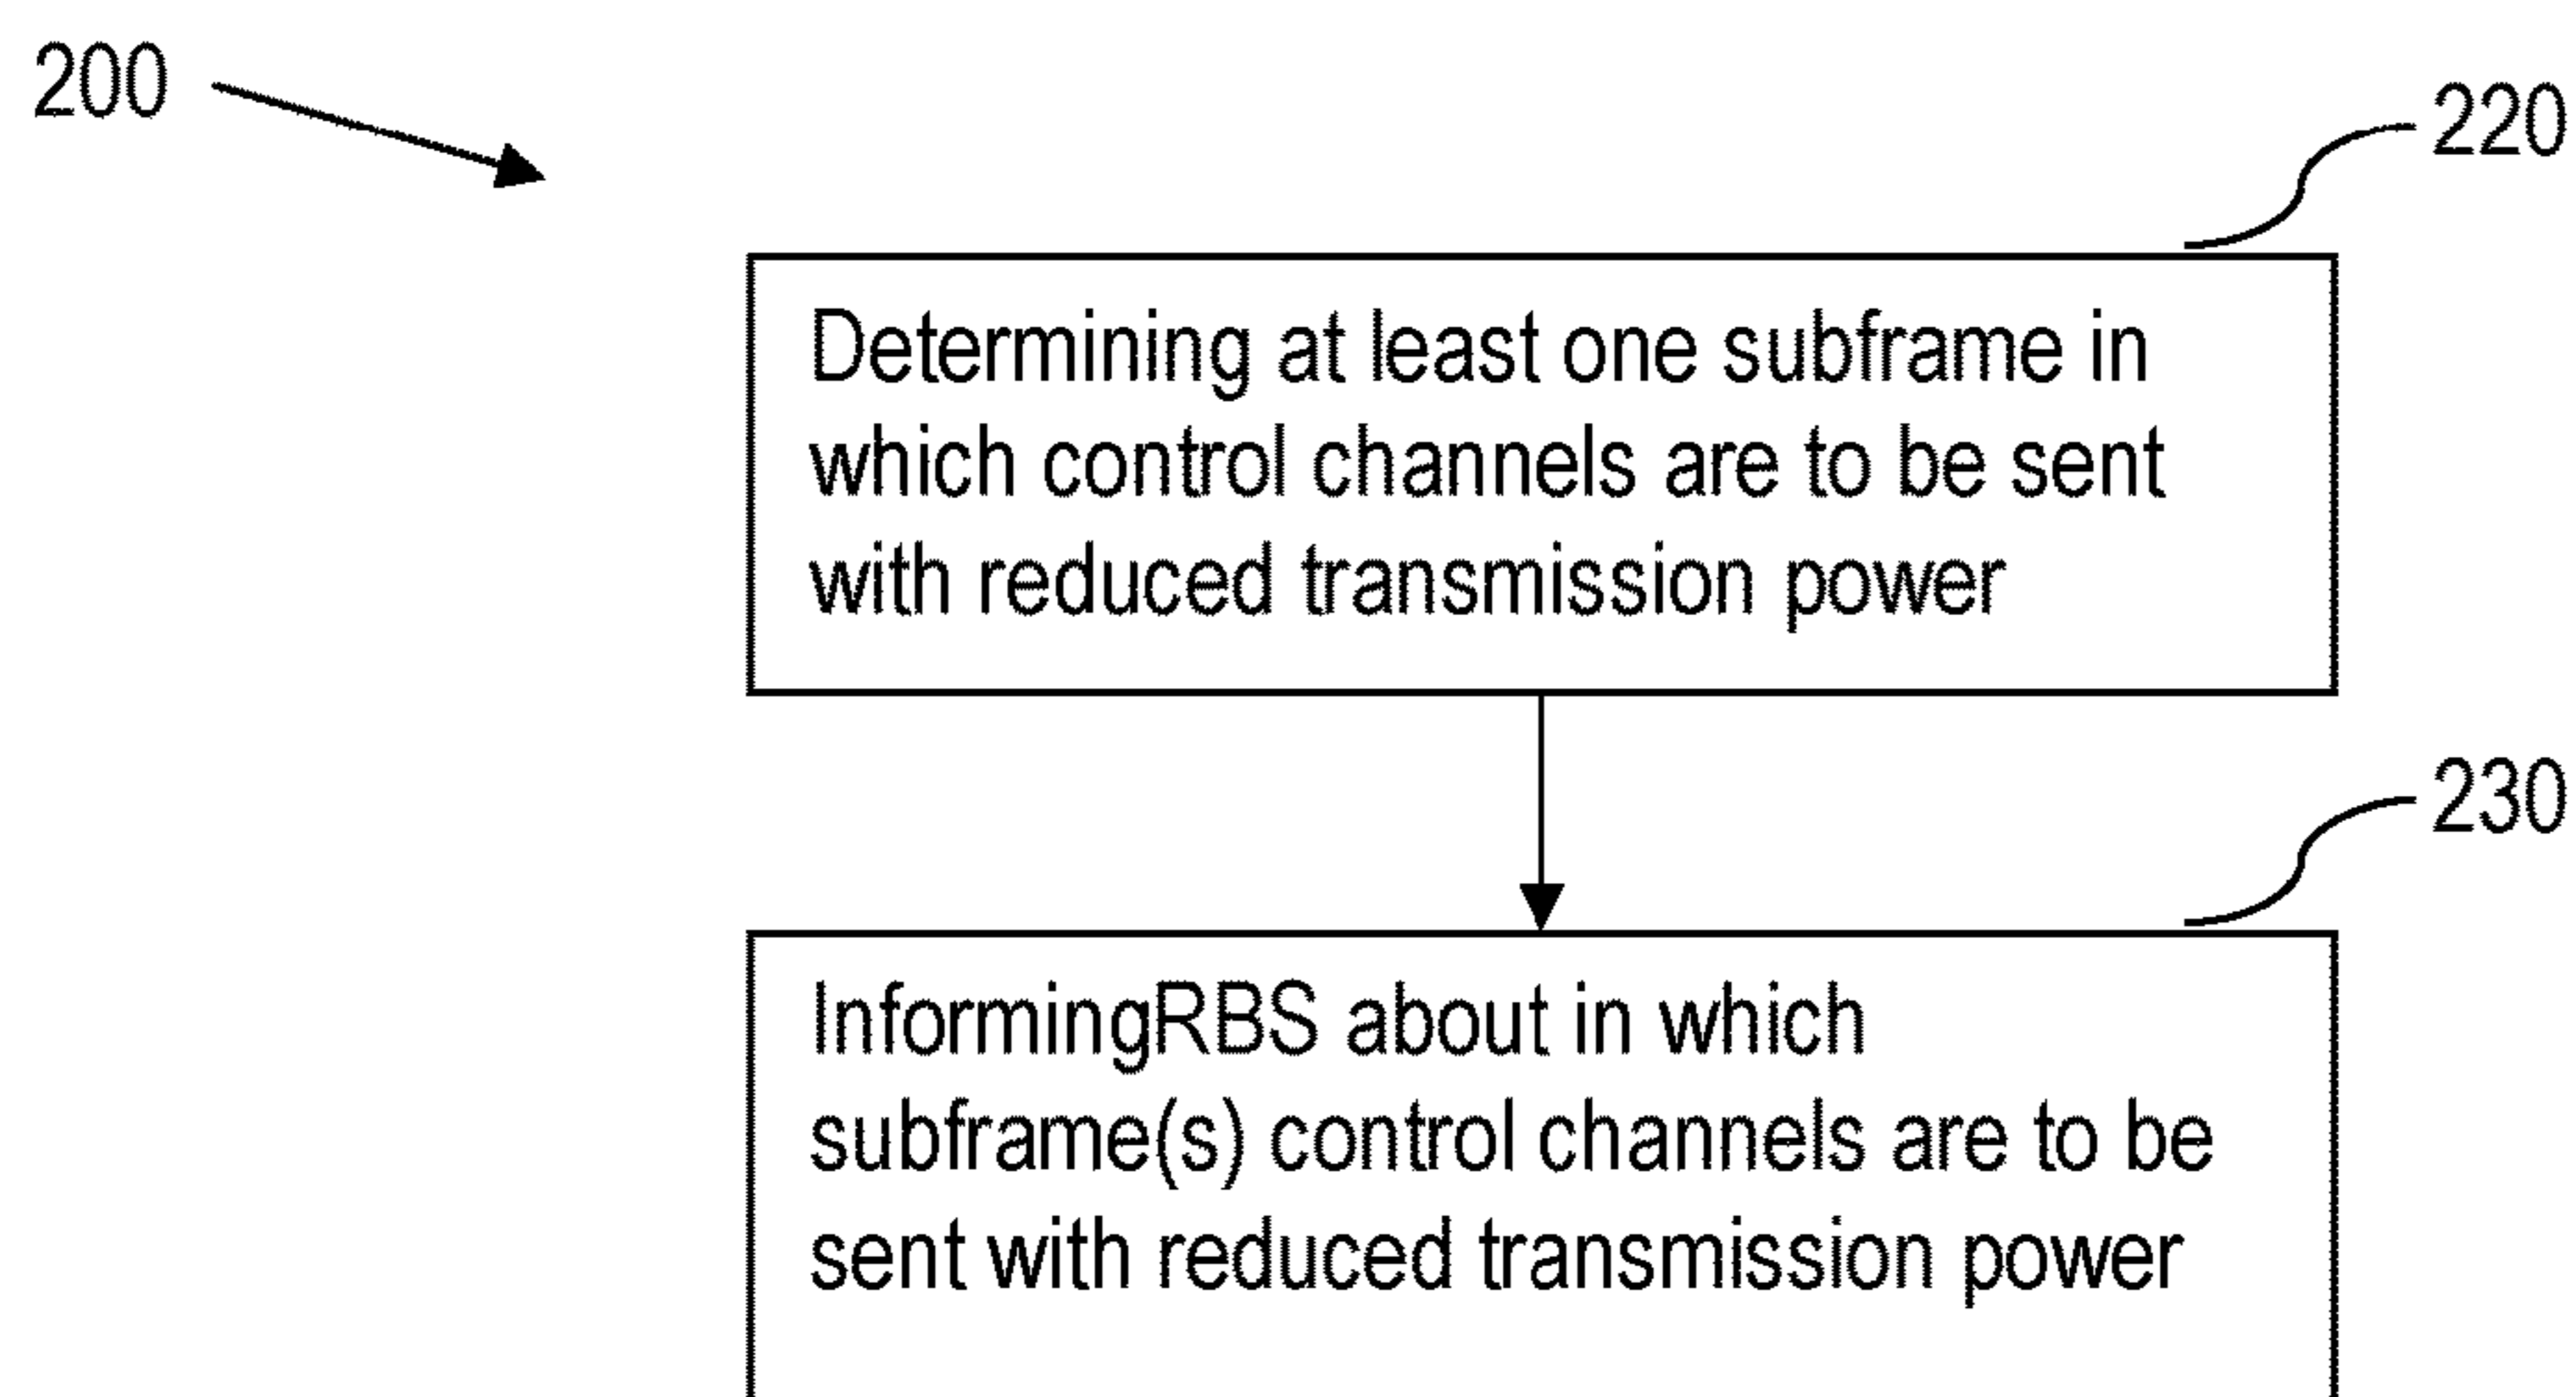 200
220
Determining at least one subframe in
which control channels are to be sent
with reduced transmission power
230
InformingRBS about in which
subframe(s) control channels are to be
sent with reduced transmission power